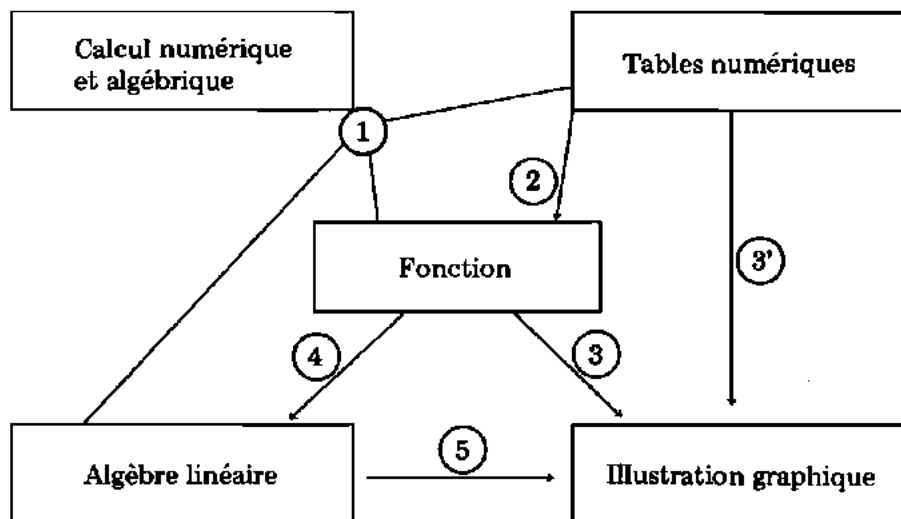 Calcul numérique
et algébrique
Tables numériques
1
2
Fonction
3'
4
3
5
Algèbre linéaire
Illustration graphique